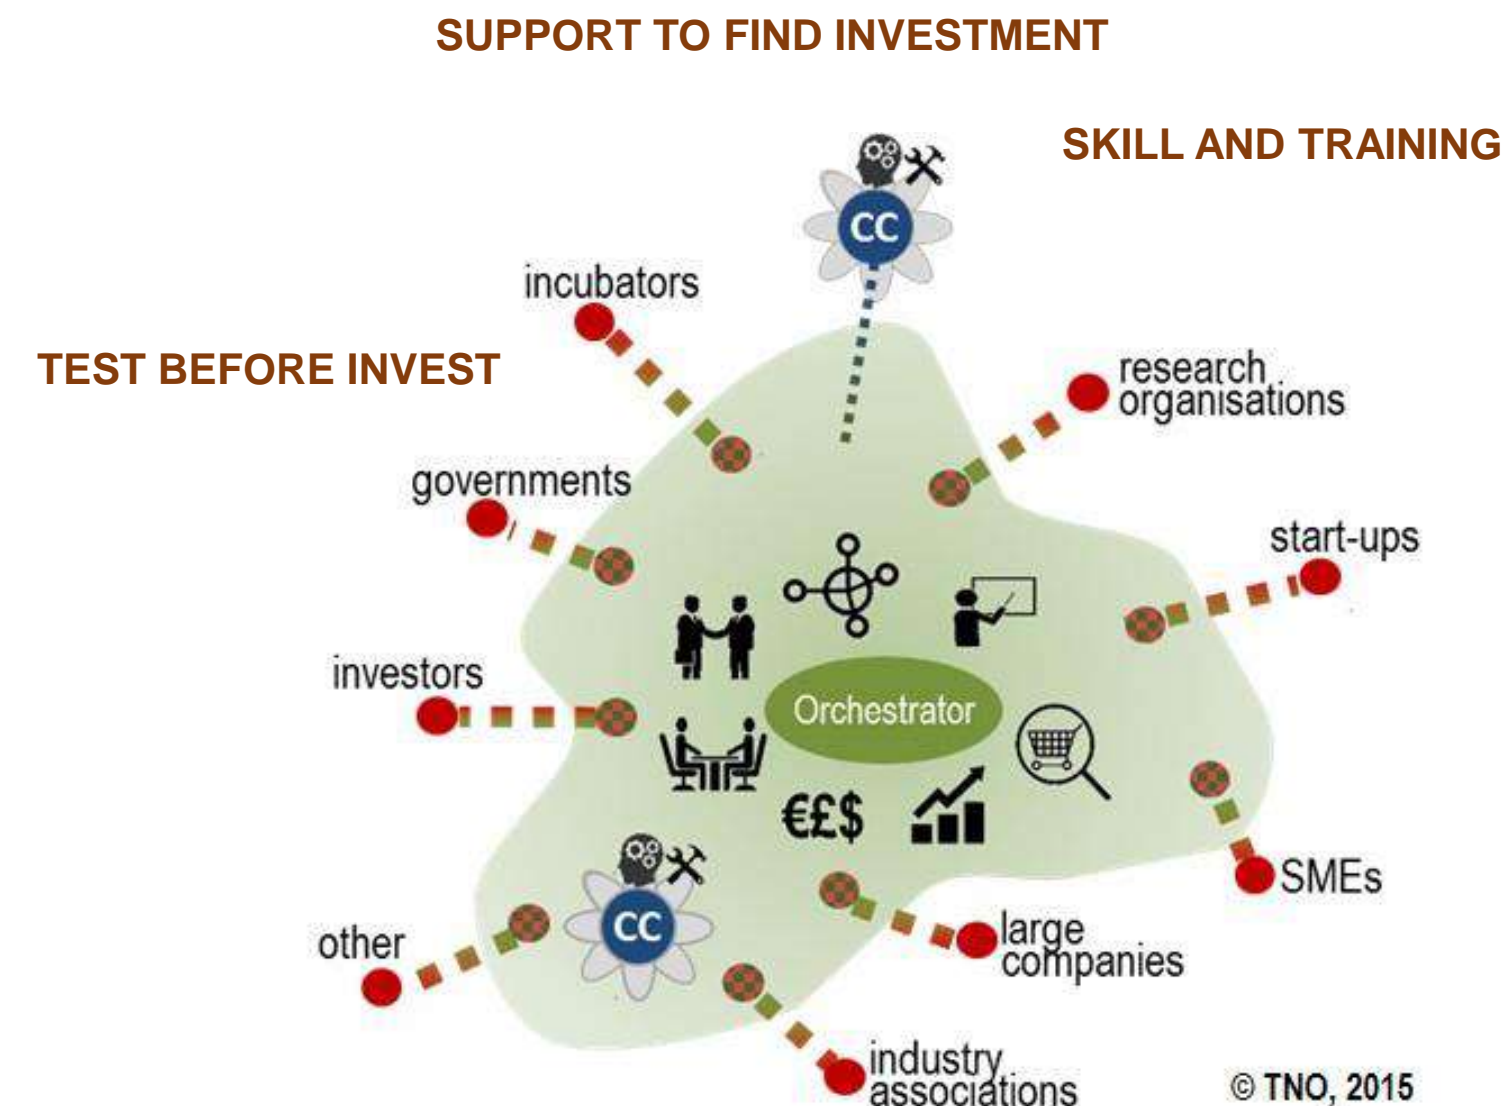 SUPPORT TO FIND INVESTMENT
SKILL AND TRAINING
CC
incubators
TEST BEFORE INVEST
research
organisations
governments
start-ups
investors
Orchestrator
€£$
SMEs
CC
other
large
companies
industry
associations
© TNO, 2015